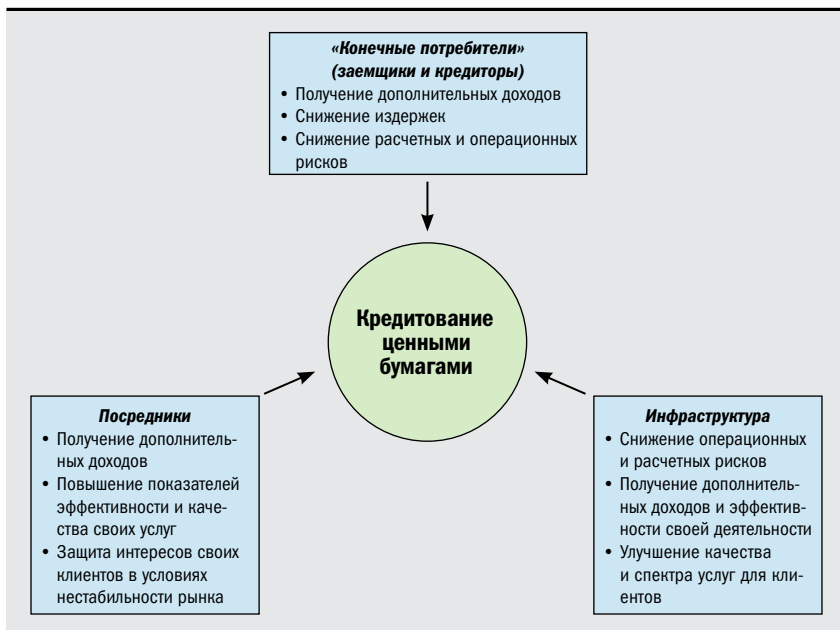 «Конечные потребители»
(заемщики и кредиторы)
• Получение дополнительных доходов
• Снижение издержек
• Снижение расчетных и операционных
рисков
Кредитование
ценными
бумагами
Посредники
• Получение дополнитель-
ных доходов
• Повышение показателей
эффективности и каче-
ства своих услуг
• Защита интересов своих
клиентов в условиях
нестабильности рынка
Инфраструктура
• Снижение операционных
и расчетных рисков
• Получение дополнитель-
ных доходов и эффектив-
ности своей деятельности
• Улучшение качества
и спектра услуг для кли-
ентов